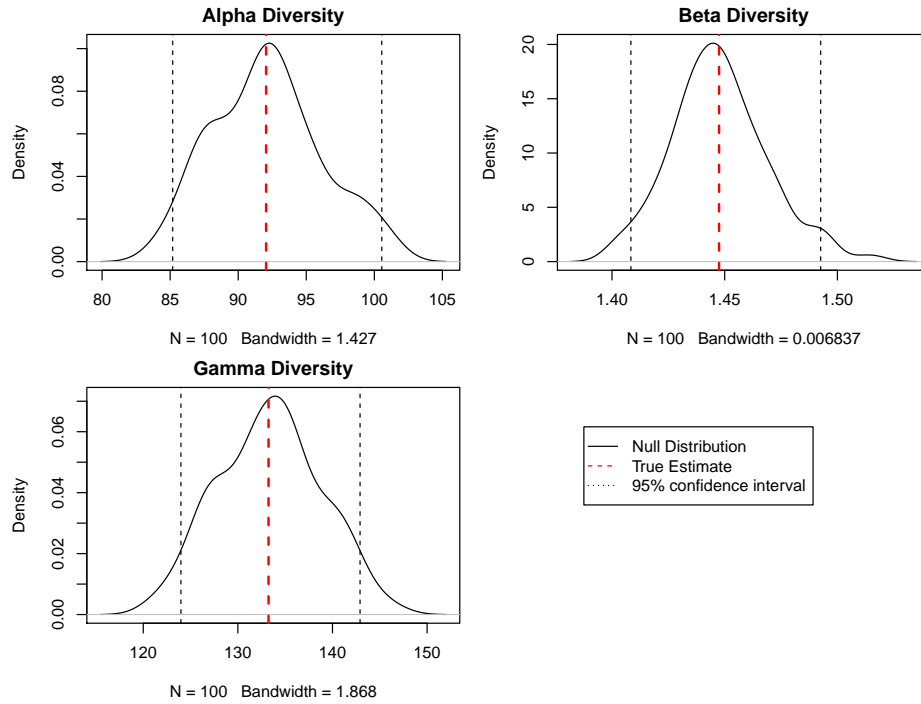 Alpha Diversity
Density
0.00
0.04
0.08
80
85
90
95
100
105
N = 100 Bandwidth = 1.427
Beta Diversity
Density
0
5
10
15
20
1.40
1.45
1.50
N = 100 Bandwidth = 0.006837
Gamma Diversity
Density
0.00
0.02
0.04
0.06
120
130
140
150
N = 100 Bandwidth = 1.868
Null Distribution
True Estimate
95% confidence interval